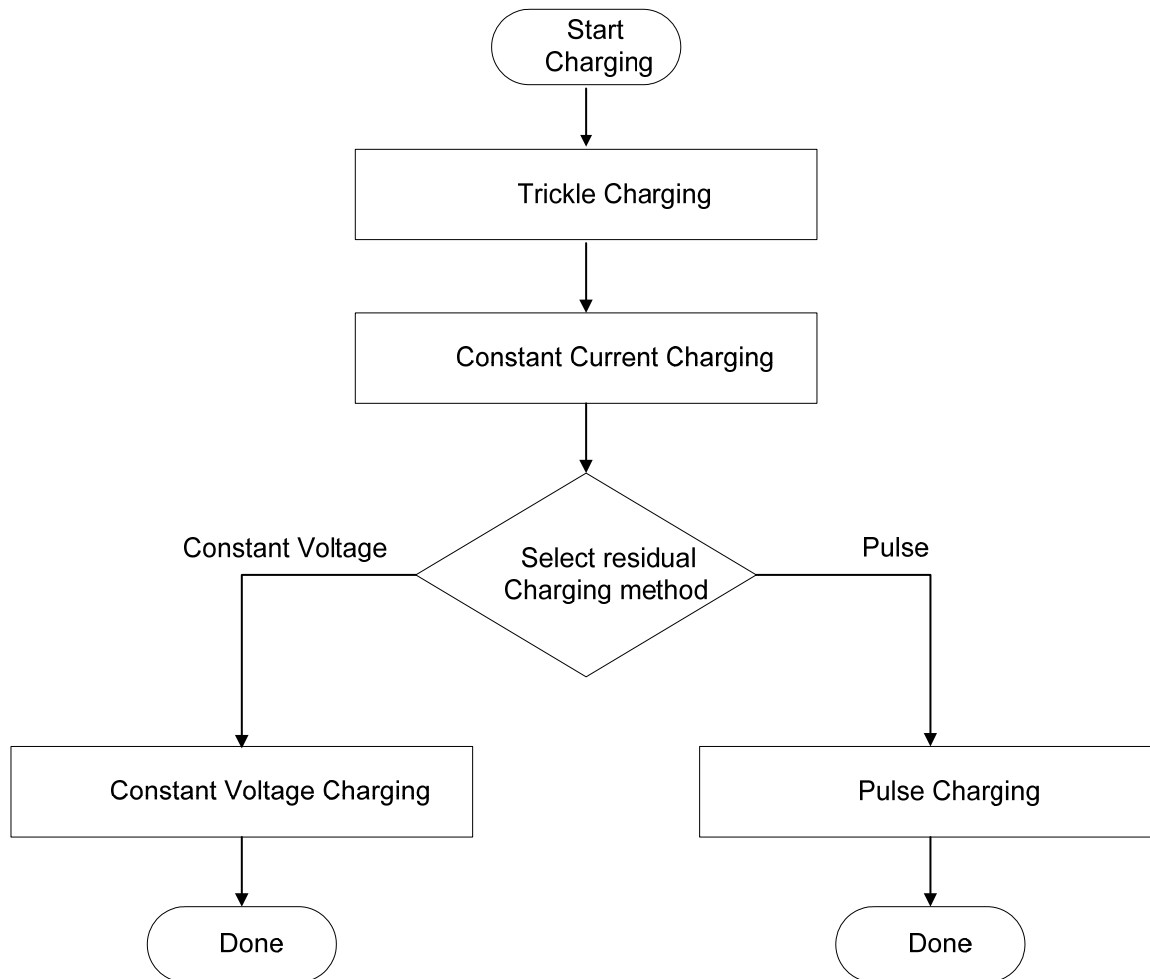 Start
Charging
Trickle Charging
Constant Current Charging
Select residual
Charging method
Constant Voltage
Pulse
Constant Voltage Charging
Pulse Charging
Done
Done